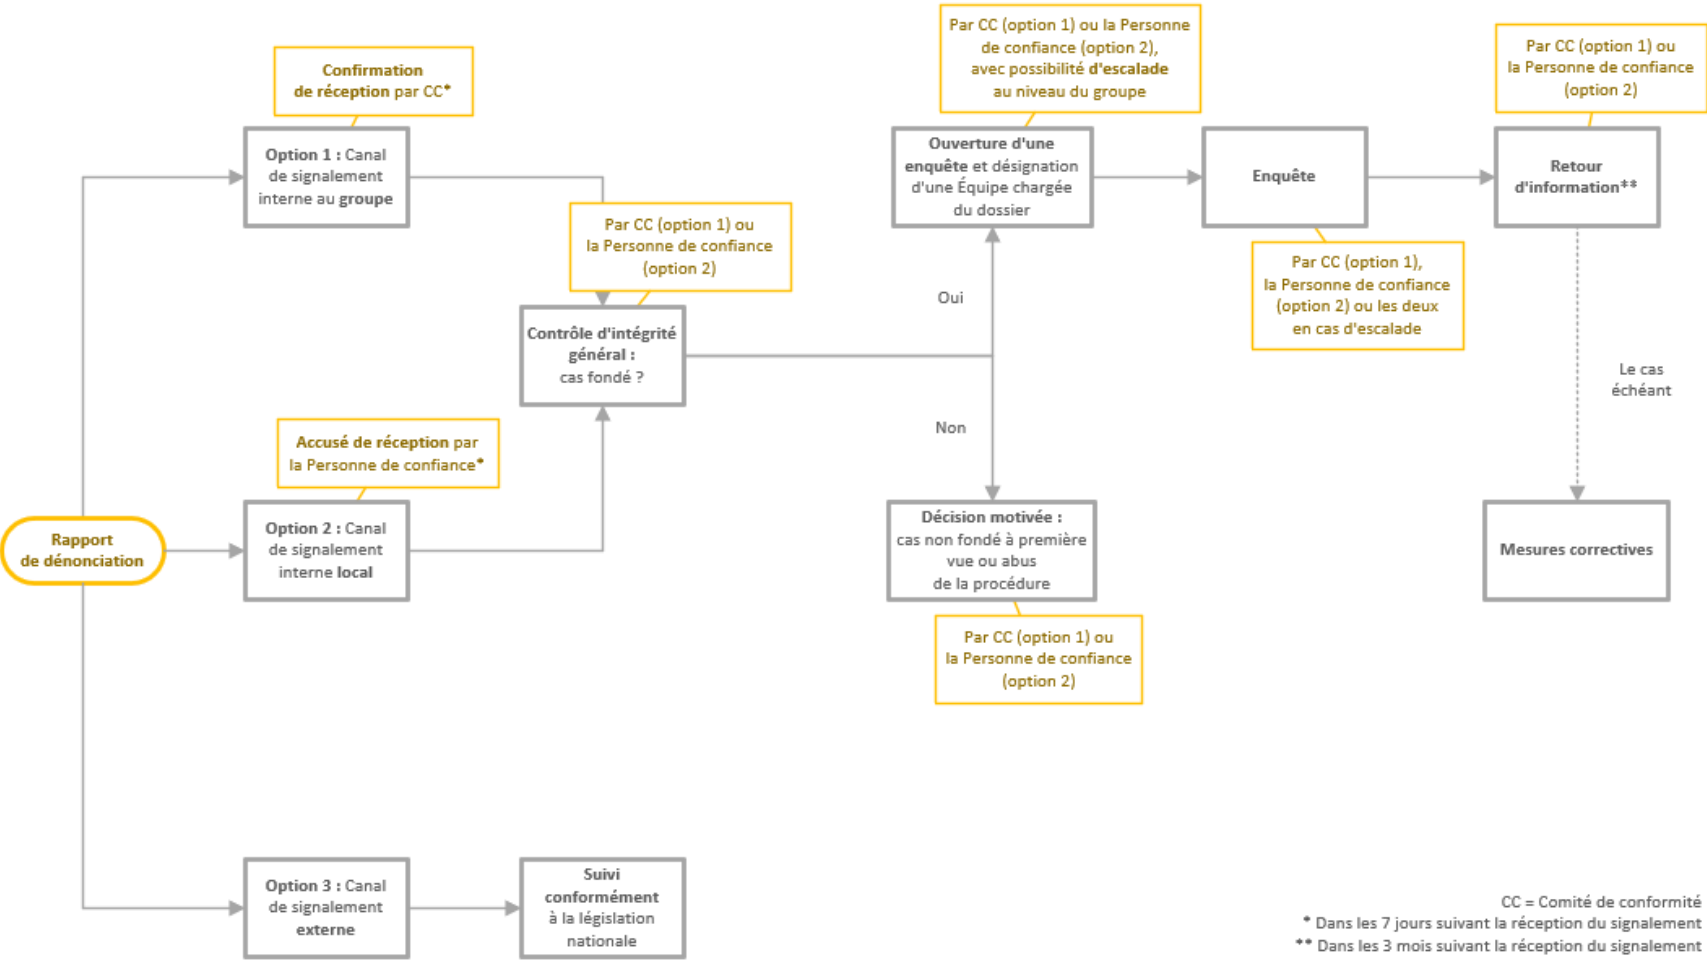 Rapport
de dénonciation
Confirmation
de réception par CC*
Option 1 : Canal
de signalement
interne au groupe
Accusé de réception par
la Personne de confiance*
Option 2 : Canal
de signalement
interne local
Option 3 : Canal
de signalement
externe
Suivi
conformément
à la législation
nationale
Par CC (option 1) ou
la Personne de confiance
(option 2)
Contrôle d'intégrité
général :
cas fondé ?
Oui
Non
Par CC (option 1) ou la Personne
de confiance (option 2),
avec possibilité d'escalade
au niveau du groupe
Ouverture d'une
enquête et désignation
d'une Équipe chargée
du dossier
Décision motivée :
cas non fondé à première
vue ou abus
de la procédure
Par CC (option 1) ou
la Personne de confiance
(option 2)
Enquête
Par CC (option 1),
la Personne de confiance
(option 2) ou les deux
en cas d'escalade
Par CC (option 1) ou
la Personne de confiance
(option 2)
Retour
d'information**
Le cas
échéant
Mesures correctives
CC = Comité de conformité
* Dans les 7 jours suivant la réception du signalement
** Dans les 3 mois suivant la réception du signalement